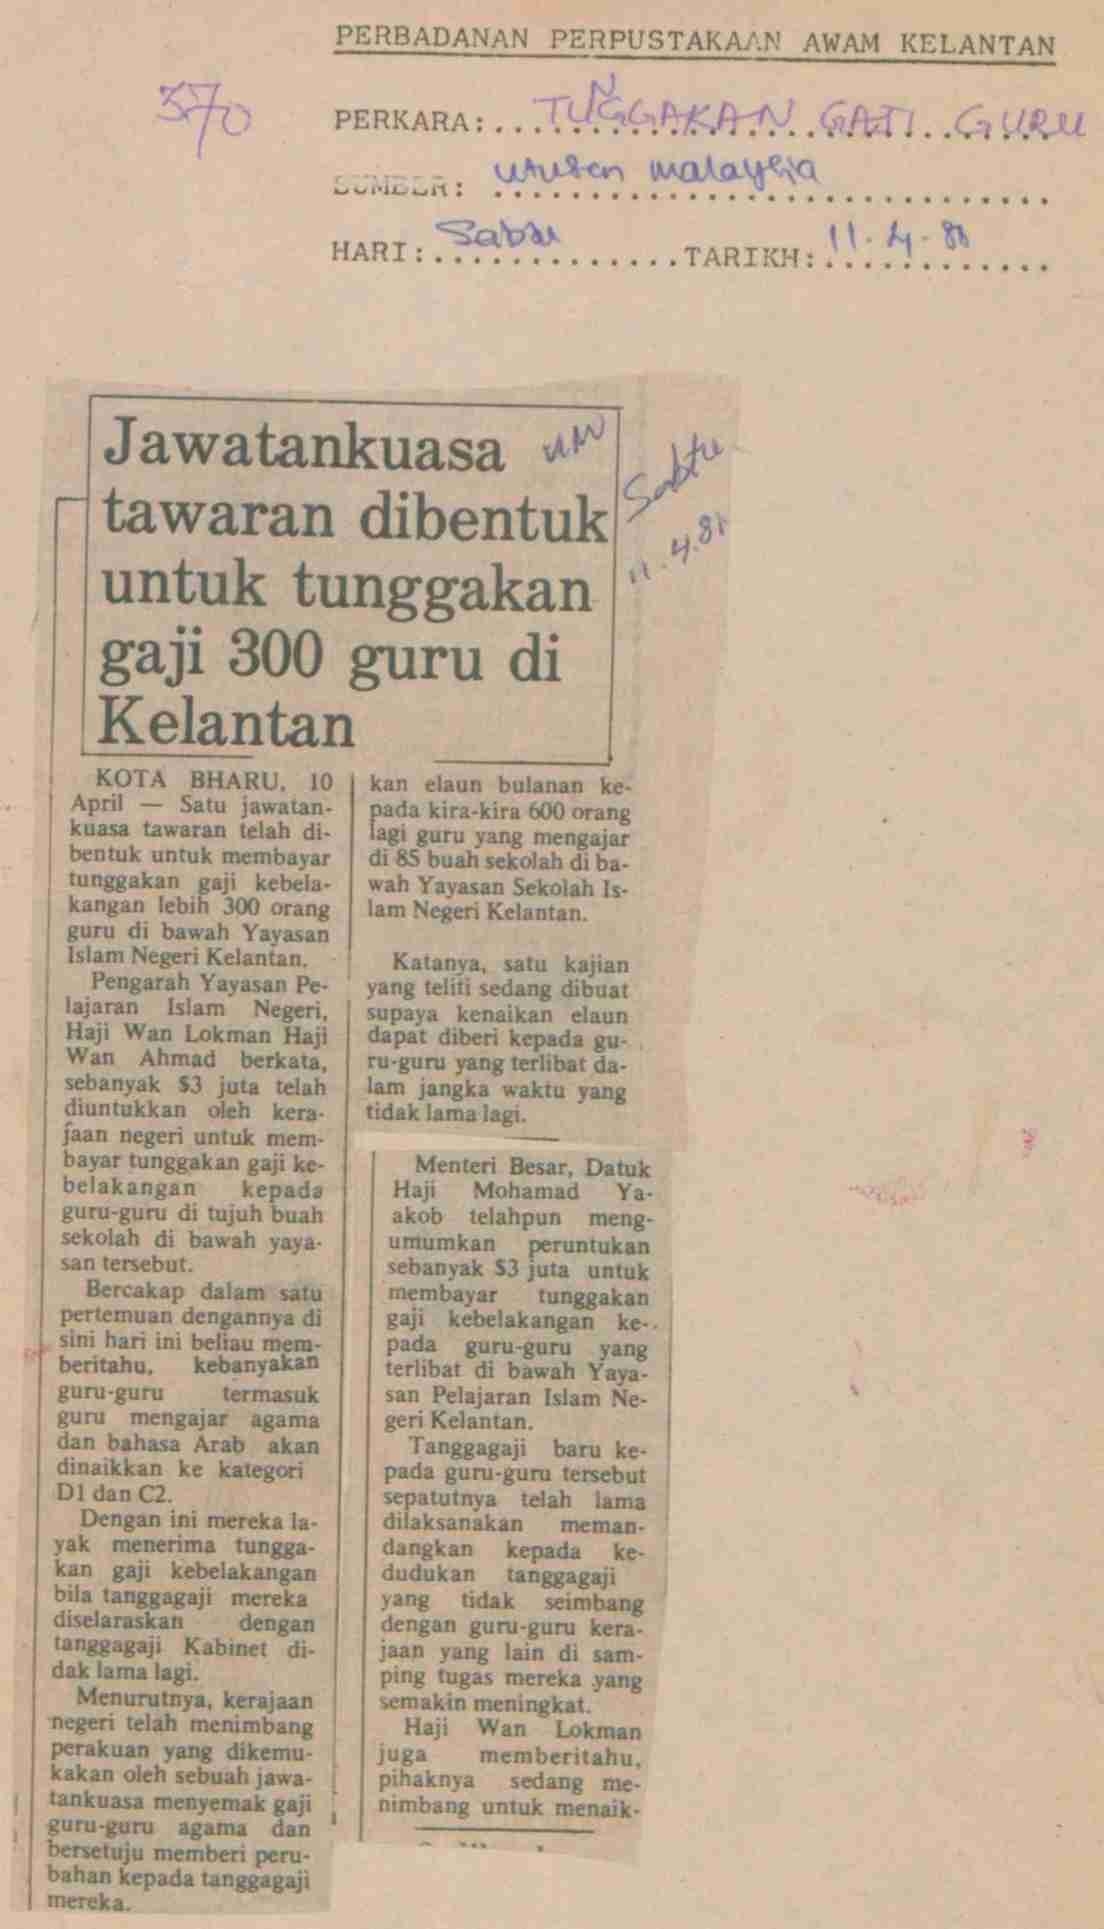 PERBADANAN PERPUSTAKAAN AWAM KELANTAN
370
PERKARA: TUNGGAKAN GAJI GURU
SUMBER: Utusan Malaysia
HARI: Sabtu TARIKH: 11-4-81
Jawatankuasa
tawaran dibentuk
untuk tunggakan
gaji 300 guru di
Kelantan
UM
Sabtu
11.4.81
KOTA BHARU, 10
April — Satu jawatan-
kuasa tawaran telah di-
bentuk untuk membayar
tunggakan gaji kebela-
kangan lebih 300 orang
guru di bawah Yayasan
Islam Negeri Kelantan.
Pengarah Yayasan Pe-
lajaran Islam Negeri,
Haji Wan Lokman Haji
Wan Ahmad berkata,
sebanyak $3 juta telah
diuntukkan oleh kera-
jaan negeri untuk mem-
bayar tunggakan gaji ke-
belakangan kepada
guru-guru di tujuh buah
sekolah di bawah yaya-
san tersebut.
Bercakap dalam satu
pertemuan dengannya di
sini hari ini beliau mem-
beritahu, kebanyakan
guru-guru termasuk
guru mengajar agama
dan bahasa Arab akan
dinaikkan ke kategori
D1 dan C2.
Dengan ini mereka la-
yak menerima tungga-
kan gaji kebelakangan
bila tanggagaji mereka
diselaraskan dengan
tanggagaji Kabinet di-
dak lama lagi.
Menurutnya, kerajaan
negeri telah menimbang
perakuan yang dikemu-
kakan oleh sebuah jawa-
tankuasa menyemak gaji
guru-guru agama dan
bersetuju memberi peru-
bahan kepada tanggagaji
mereka.
kan elaun bulanan ke-
pada kira-kira 600 orang
lagi guru yang mengajar
di 85 buah sekolah di ba-
wah Yayasan Sekolah Is-
lam Negeri Kelantan.
Katanya, satu kajian
yang teliti sedang dibuat
supaya kenaikan elaun
dapat diberi kepada gu-
ru-guru yang terlibat da-
lam jangka waktu yang
tidak lama lagi.
Menteri Besar, Datuk
Haji Mohamad Ya-
akob telahpun meng-
umumkan peruntukan
sebanyak $3 juta untuk
membayar tunggakan
gaji kebelakangan ke-
pada guru-guru yang
terlibat di bawah Yaya-
san Pelajaran Islam Ne-
geri Kelantan.
Tanggagaji baru ke-
pada guru-guru tersebut
sepatutnya telah lama
dilaksanakan meman-
dangkan kepada ke-
dudukan tanggagaji
yang tidak seimbang
dengan guru-guru kera-
jaan yang lain di sam-
ping tugas mereka yang
semakin meningkat.
Haji Wan Lokman
juga memberitahu,
pihaknya sedang me-
nimbang untuk menaik-